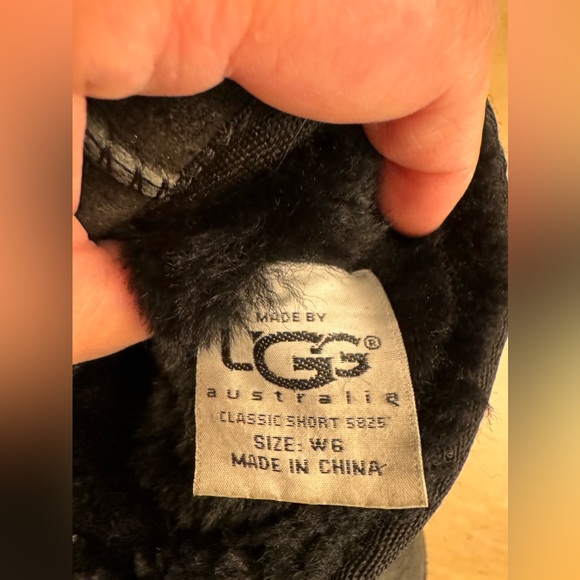 MADE BY
UGG®
australia
CLASSIC SHORT 5825
SIZE: W6
MADE IN CHINA